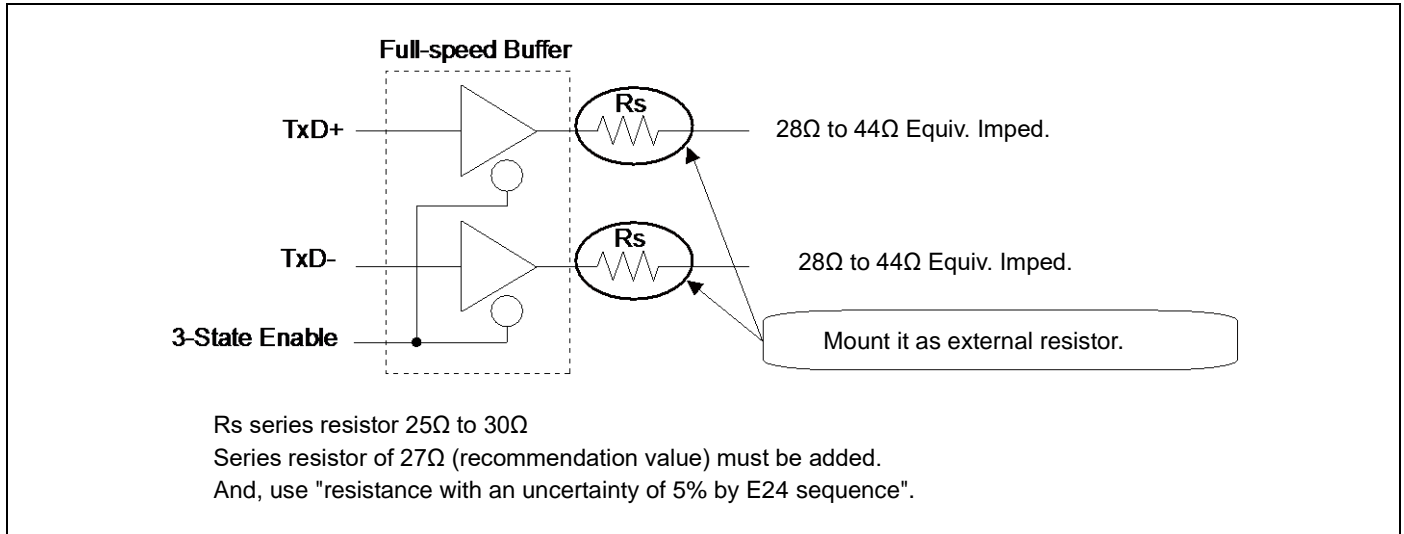 Full-speed Buffer
Rs
TxD+
28Ω to 44Ω Equiv. Imped.
Rs
TxD-
28Ω to 44Ω Equiv. Imped.
3-State Enable
Mount it as external resistor.
Rs series resistor 25Ω to 30Ω
Series resistor of 27Ω (recommendation value) must be added.
And, use "resistance with an uncertainty of 5% by E24 sequence".